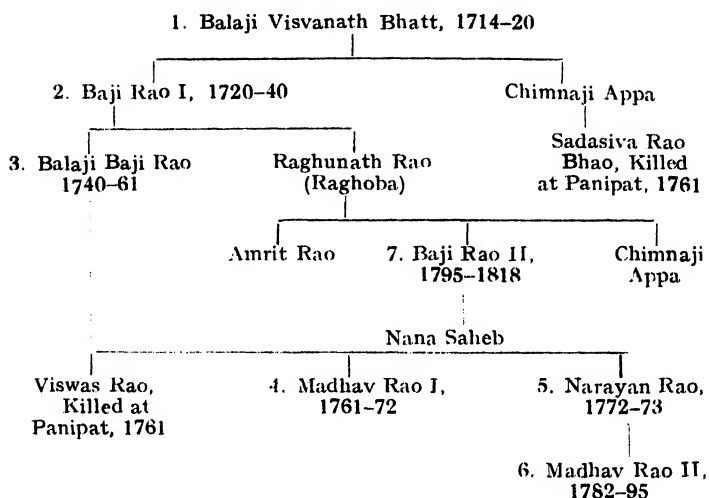 1. Balaji Visvanath Bhatt, 1714–20
2. Baji Rao I, 1720–40
Chimnaji Appa
3. Balaji Baji Rao
1740–61
Raghunath Rao
(Raghoba)
Sadasiva Rao
Bhao, Killed
at Panipat, 1761
Amrit Rao
7. Baji Rao II,
1795–1818
Chimnaji
Appa
Nana Saheb
Viswas Rao,
Killed at
Panipat, 1761
4. Madhav Rao I,
1761–72
5. Narayan Rao,
1772–73
6. Madhav Rao II,
1782–95